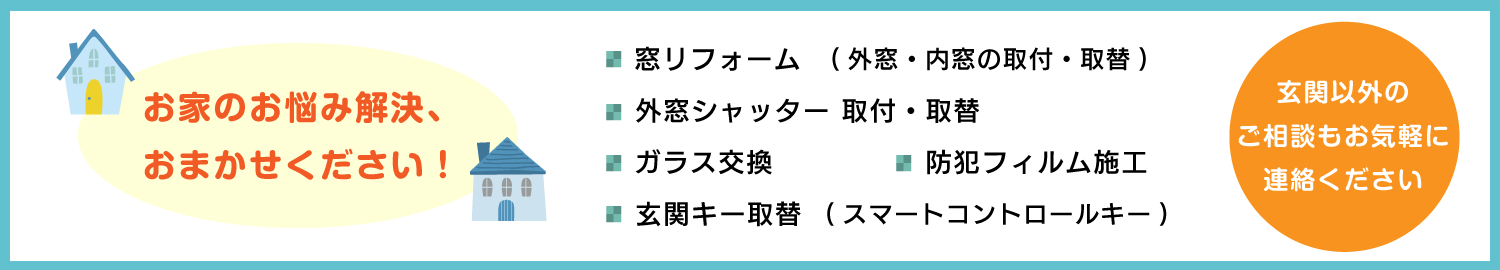 お家のお悩み解決、
おまかせください！
窓リフォーム （外窓・内窓の取付・取替）
外窓シャッター 取付・取替
ガラス交換 防犯フィルム施工
玄関キー取替 （スマートコントロールキー）
玄関以外の
ご相談もお気軽に
連絡ください